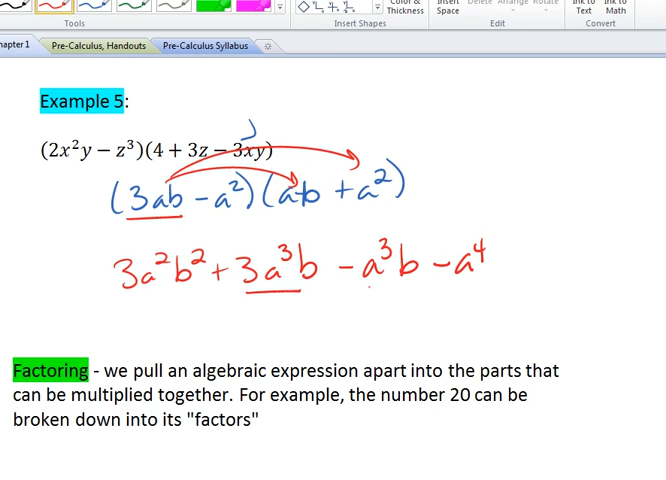 Color &
Thickness
Insert
Space
Delete
Arrange
Rotate
Ink to
Text
Ink to
Math
Tools
Insert Shapes
Edit
Convert
hapter 1
Pre-Calculus, Handouts
Pre-Calculus Syllabus
Example 5:
(2x²y − z³)(4 + 3z − 3xy)
(3ab − a²)(ab + a²)
3a²b² + 3a³b − a³b − a⁴
Factoring - we pull an algebraic expression apart into the parts that
can be multiplied together. For example, the number 20 can be
broken down into its "factors"